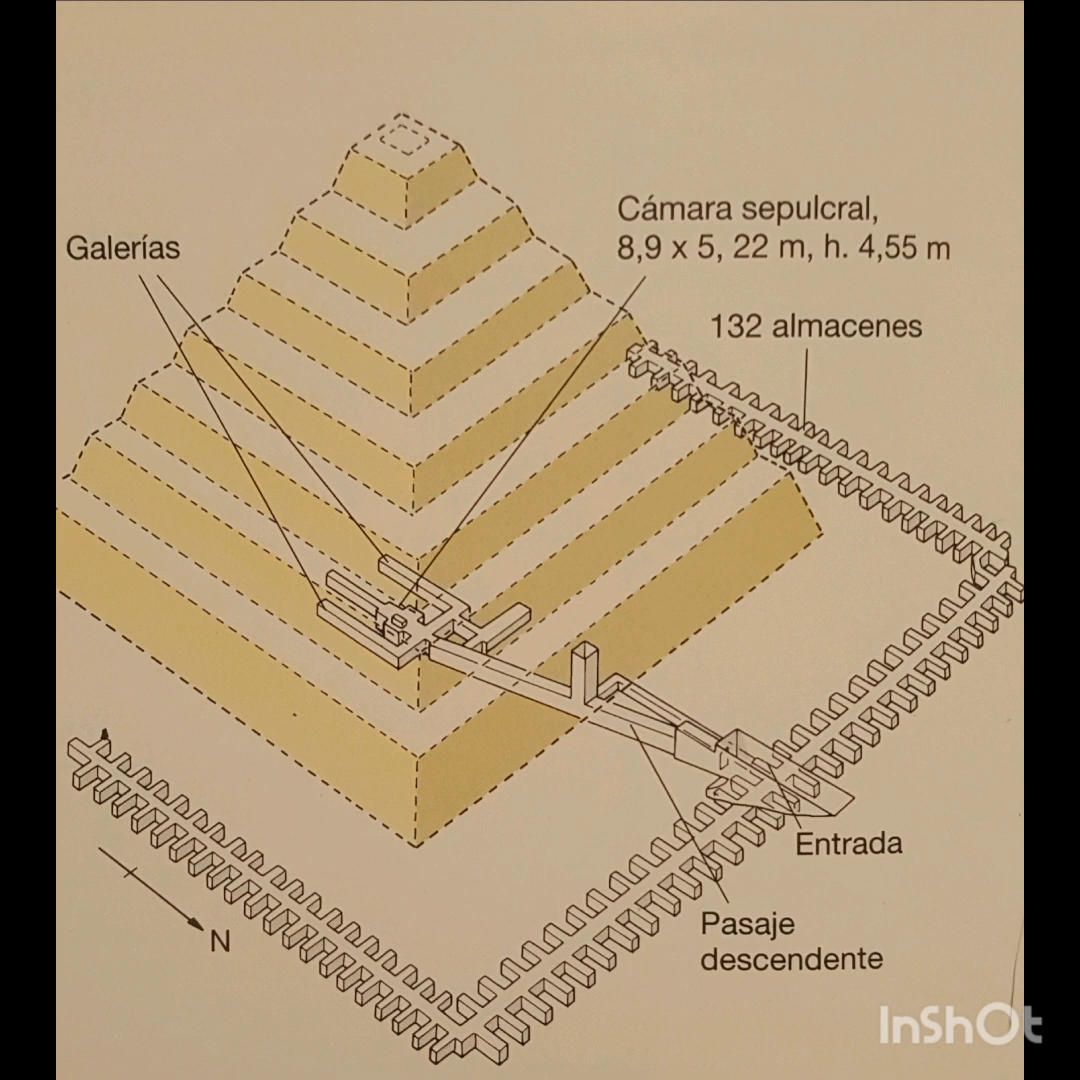 Cámara sepulcral,
8,9 x 5, 22 m, h. 4,55 m
Galerías
132 almacenes
Entrada
Pasaje
descendente
N
InShOt